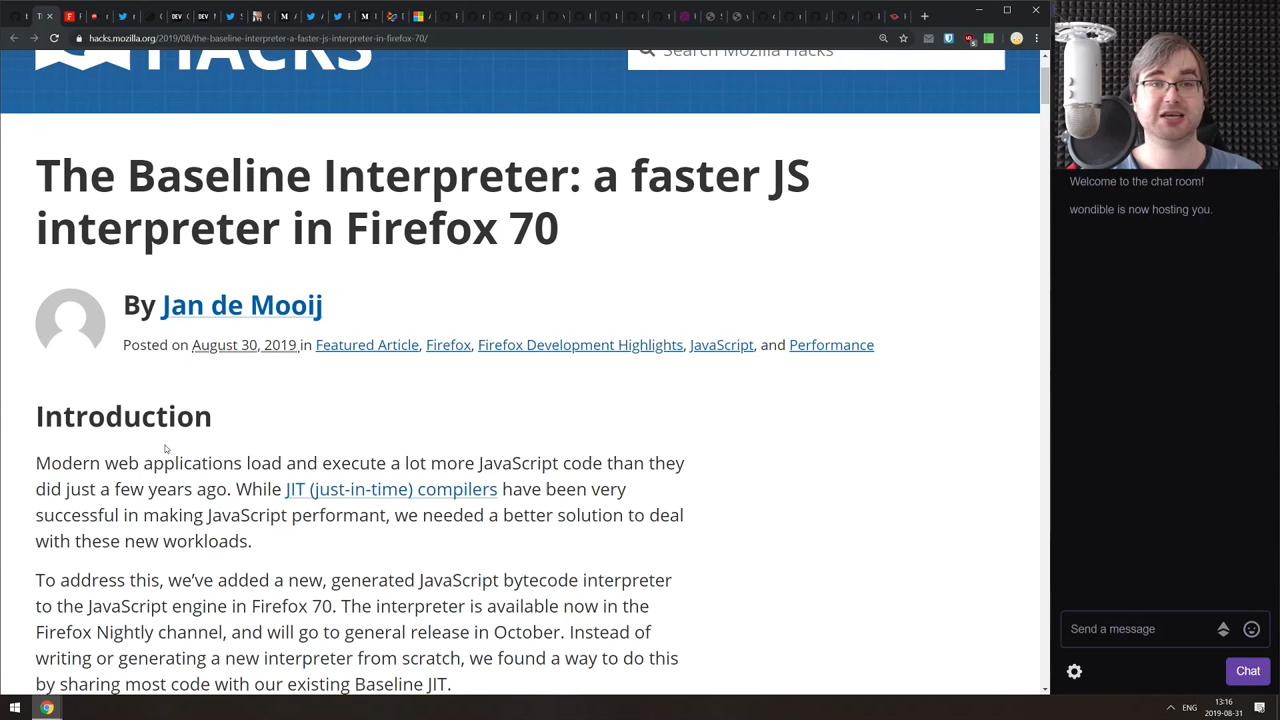 hacks.mozilla.org/2019/08/the-baseline-interpreter-a-faster-js-interpreter-in-firefox-70/
HACKS
Search Mozilla Hacks
The Baseline Interpreter: a faster JS
interpreter in Firefox 70
By Jan de Mooij
Posted on August 30, 2019 in Featured Article, Firefox, Firefox Development Highlights, JavaScript, and Performance
Introduction
Modern web applications load and execute a lot more JavaScript code than they
did just a few years ago. While JIT (just-in-time) compilers have been very
successful in making JavaScript performant, we needed a better solution to deal
with these new workloads.
To address this, we’ve added a new, generated JavaScript bytecode interpreter
to the JavaScript engine in Firefox 70. The interpreter is available now in the
Firefox Nightly channel, and will go to general release in October. Instead of
writing or generating a new interpreter from scratch, we found a way to do this
by sharing most code with our existing Baseline JIT.
Welcome to the chat room!
wondible is now hosting you.
Send a message
Chat
ENG
13:16
2019-08-31